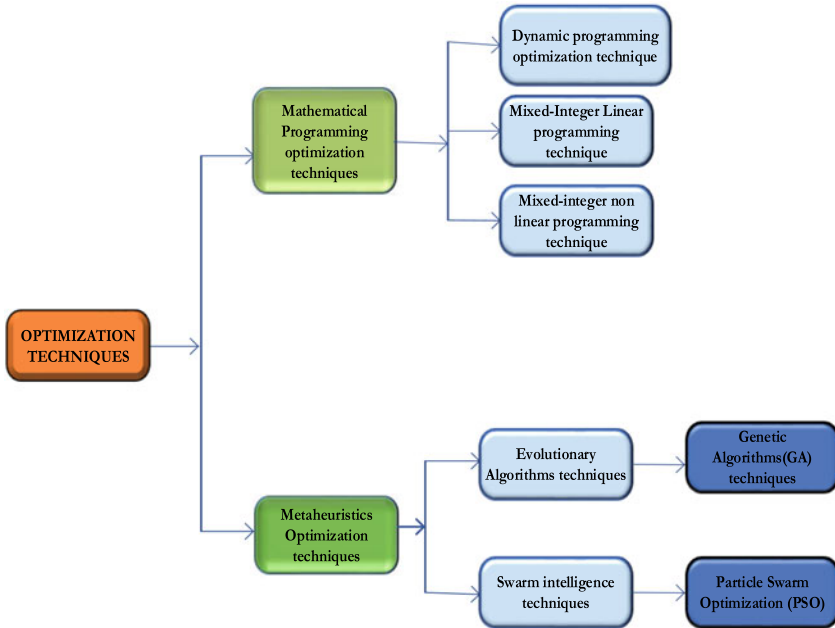 Dynamic programming
optimization technique
Mathematical
Programming
optimization
techniques
Mixed-Integer Linear
programming
technique
Mixed-integer non
linear programming
technique
OPTIMIZATION
TECHNIQUES
Evolutionary
Algorithms techniques
Genetic
Algorithms(GA)
techniques
Metaheuristics
Optimization
techniques
Swarm intelligence
techniques
Particle Swarm
Optimization (PSO)